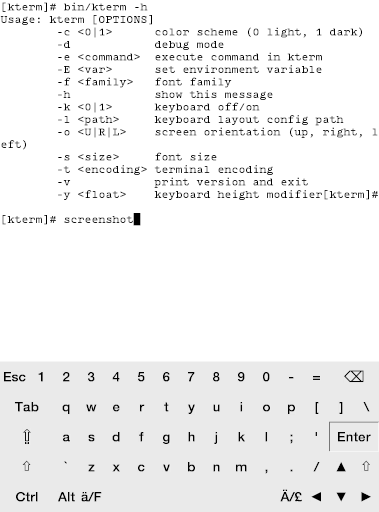 [kterm]# bin/kterm -h
Usage: kterm [OPTIONS]
-c <0|1> color scheme (0 light, 1 dark)
-d debug mode
-e <command> execute command in kterm
-E <var> set environment variable
-f <family> font family
-h show this message
-k <0|1> keyboard off/on
-l <path> keyboard layout config path
-o <U|R|L> screen orientation (up, right, l
eft)
-s <size> font size
-t <encoding> terminal encoding
-v print version and exit
-y <float> keyboard height modifier[kterm]#
[kterm]# screenshot
Esc 1 2 3 4 5 6 7 8 9 0 - = ⌫
Tab q w e r t y u i o p [ ] \
⇧ a s d f g h j k l ; ' Enter
⇧ ` z x c v b n m , . / ▲ ⇧
Ctrl Alt ä/F Ä/£ ◀ ▼ ▶